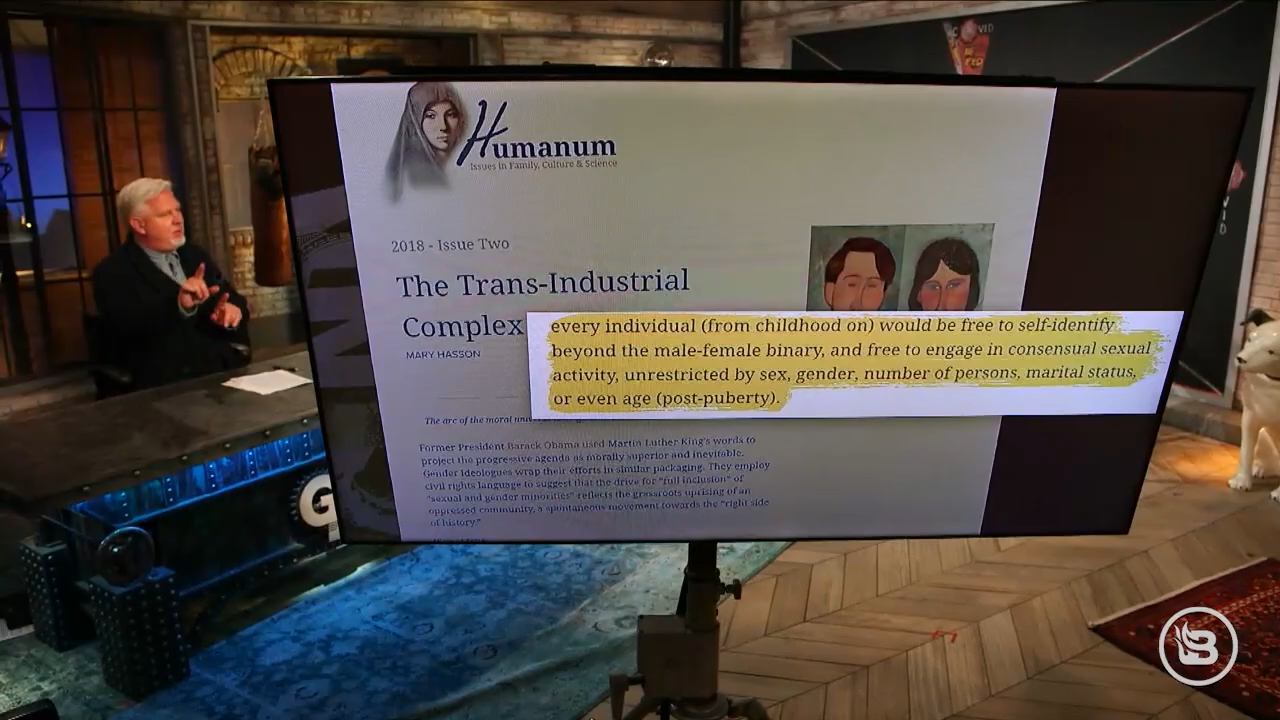 COVID
Humanum
Issues in Family, Culture & Science
2018 - Issue Two
The Trans-Industrial
Complex
MARY HASSON
every individual (from childhood on) would be free to self-identify
beyond the male-female binary, and free to engage in consensual sexual
activity, unrestricted by sex, gender, number of persons, marital status,
or even age (post-puberty).
The arc of the moral
Former President Barack Obama used Martin Luther King's words to
project the progressive agenda as morally superior and inevitable.
Gender ideologues wrap their efforts in similar packaging. They employ
civil rights language to suggest that the drive for "full inclusion" of
"sexual and gender minorities" reflects the grassroots uprising of an
oppressed community, a spontaneous movement towards the "right side
of history."
G
B